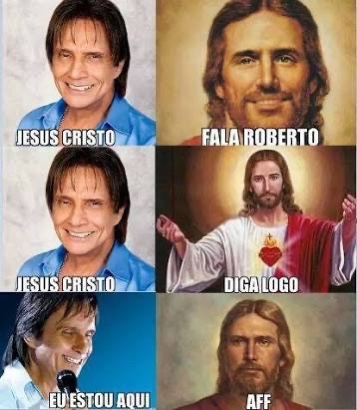 JESUS CRISTO
FALA ROBERTO
JESUS CRISTO
DIGA LOGO
EU ESTOU AQUI
AFF